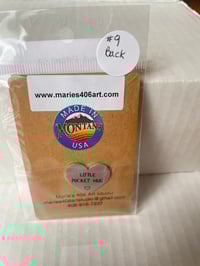 #9
Back
www.maries406art.com
MADE IN
MONTANA
USA
LITTLE
POCKET HUG
Marie's 406 Art Studio